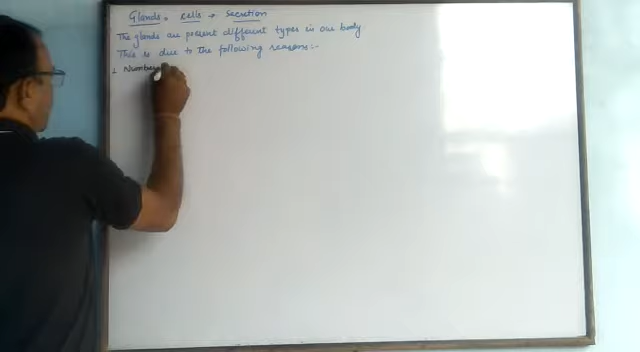 Glands, cells → Secretion
The glands are present different types in our body
This is due to the following reasons:-
1 Number